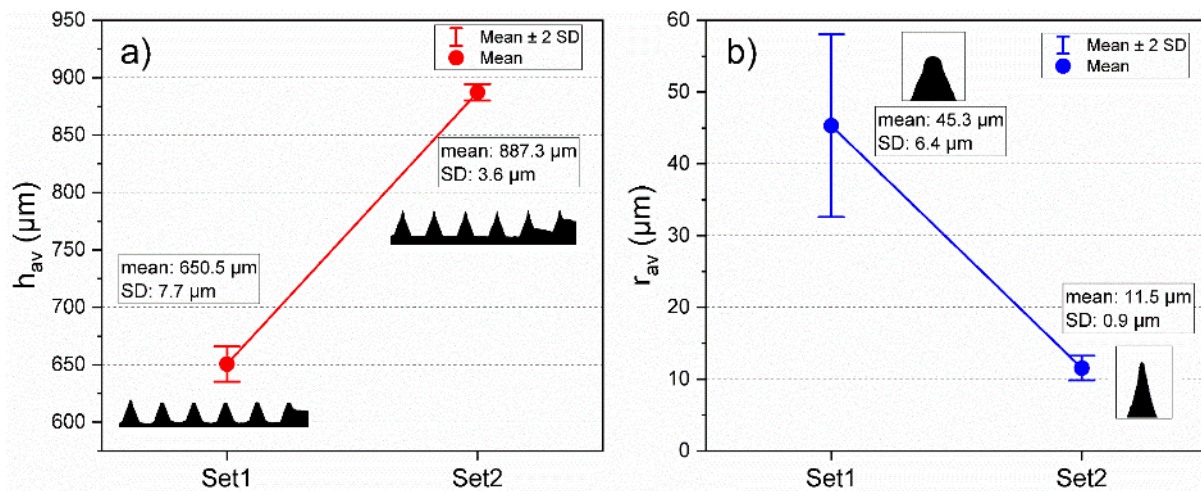 a)
Mean ± 2 SD
Mean
950
900
850
800
750
700
650
600
h_av (µm)
mean: 887.3 µm
SD: 3.6 µm
mean: 650.5 µm
SD: 7.7 µm
Set1
Set2
b)
Mean ± 2 SD
Mean
60
50
40
30
20
10
0
r_av (µm)
mean: 45.3 µm
SD: 6.4 µm
mean: 11.5 µm
SD: 0.9 µm
Set1
Set2